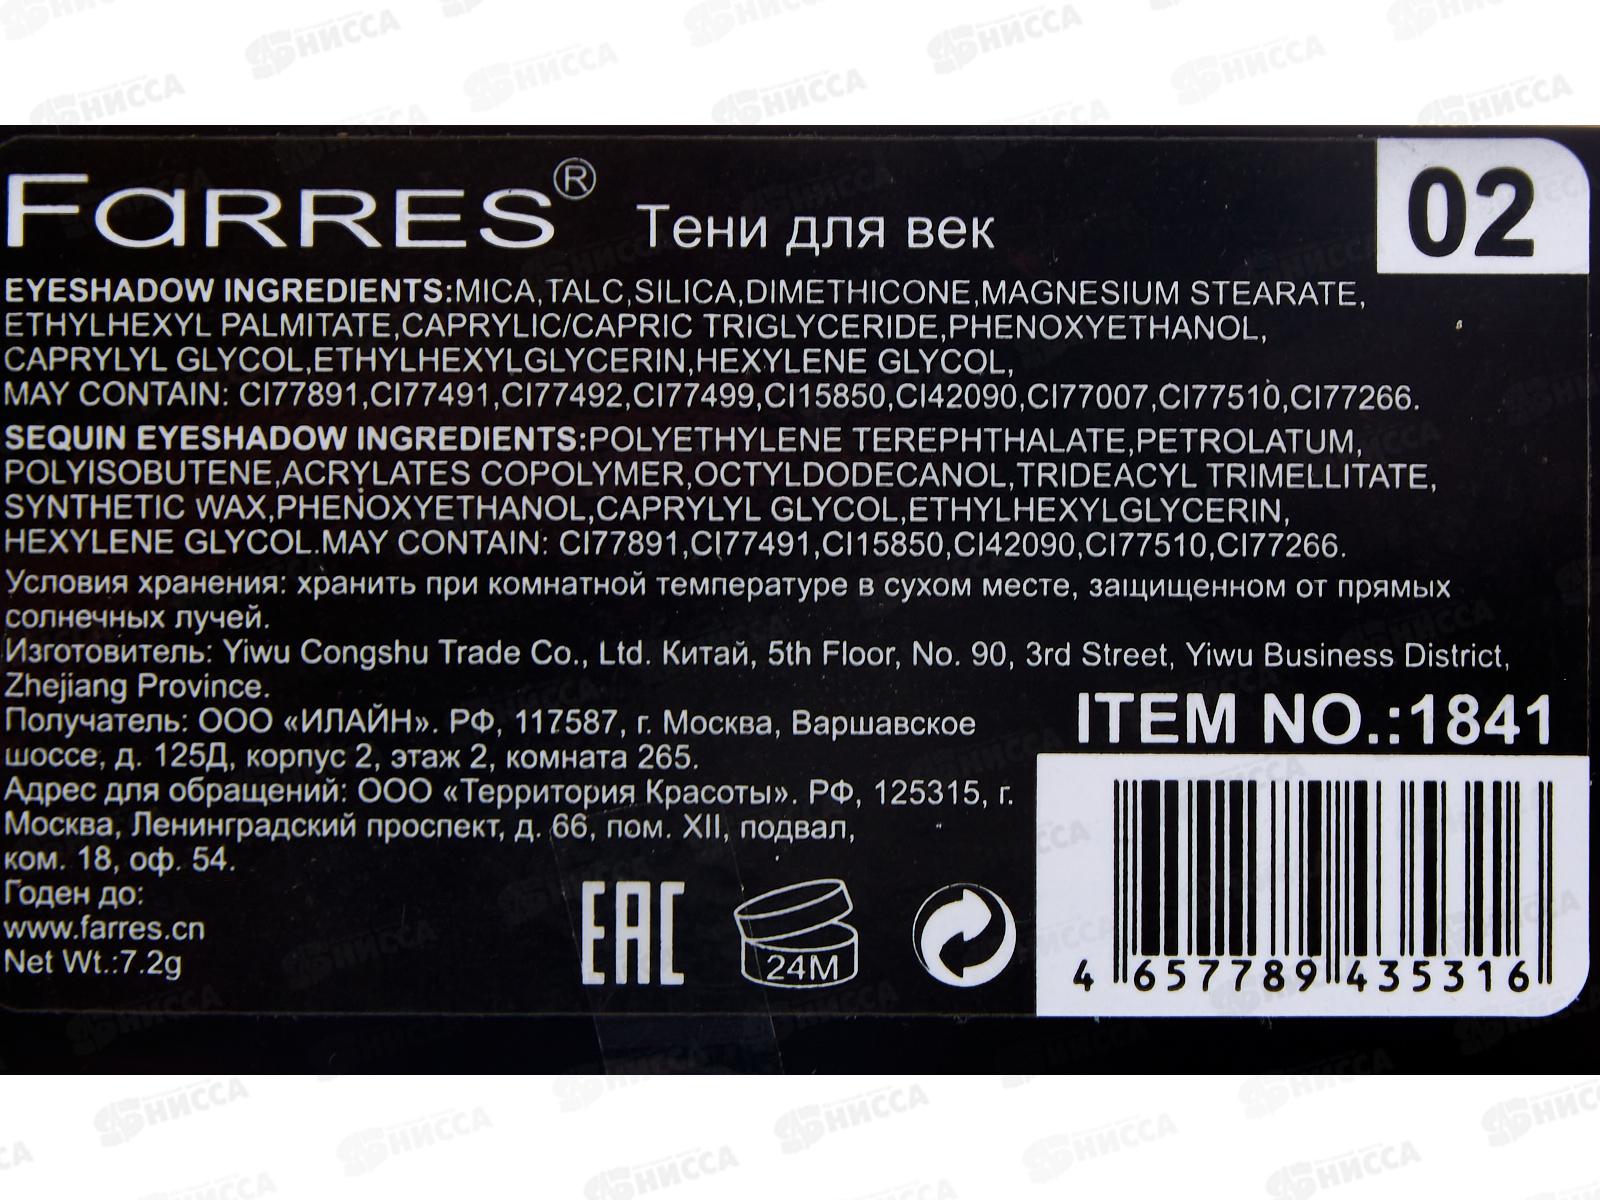 FARRES® Тени для век
02
EYESHADOW INGREDIENTS:MICA,TALC,SILICA,DIMETHICONE,MAGNESIUM STEARATE,
ETHYLHEXYL PALMITATE,CAPRYLIC/CAPRIC TRIGLYCERIDE,PHENOXYETHANOL,
CAPRYLYL GLYCOL,ETHYLHEXYLGLYCERIN,HEXYLENE GLYCOL,
MAY CONTAIN: CI77891,CI77491,CI77492,CI77499,CI15850,CI42090,CI77007,CI77510,CI77266.
SEQUIN EYESHADOW INGREDIENTS:POLYETHYLENE TEREPHTHALATE,PETROLATUM,
POLYISOBUTENE,ACRYLATES COPOLYMER,OCTYLDODECANOL,TRIDEACYL TRIMELLITATE,
SYNTHETIC WAX,PHENOXYETHANOL,CAPRYLYL GLYCOL,ETHYLHEXYLGLYCERIN,
HEXYLENE GLYCOL.MAY CONTAIN: CI77891,CI77491,CI15850,CI42090,CI77510,CI77266.
Условия хранения: хранить при комнатной температуре в сухом месте, защищенном от прямых
солнечных лучей.
Изготовитель: Yiwu Congshu Trade Co., Ltd. Китай, 5th Floor, No. 90, 3rd Street, Yiwu Business District,
Zhejiang Province.
Получатель: ООО «ИЛАЙН». РФ, 117587, г. Москва, Варшавское
шоссе, д. 125Д, корпус 2, этаж 2, комната 265.
Адрес для обращений: ООО «Территория Красоты». РФ, 125315, г.
Москва, Ленинградский проспект, д. 66, пом. XII, подвал,
ком. 18, оф. 54.
Годен до:
www.farres.cn
Net Wt.:7.2g
EAC
24M
ITEM NO.:1841
4 657789 435316